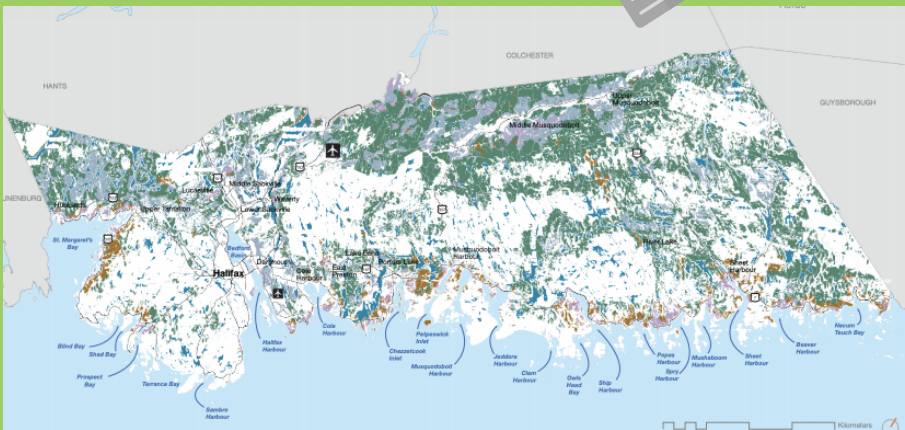 COLCHESTER
HANTS
GUYSBOROUGH
Upper
Musquodoboit
Middle Musquodoboit
Lucasville
Middle Sackville
Waverly
Hubbards
Upper Tantallon
Lower Sackville
St. Margaret's
Bay
Bedford
Basin
Musquodoboit
Harbour
Lake Echo
Porters Lake
Dartmouth
Halifax
Cole
Harbour
East
Preston
Sheet
Harbour
Blind Bay
Shad Bay
Prospect
Bay
Terrance Bay
Sambro
Harbour
Halifax
Harbour
Cole
Harbour
Chezzetcook
Inlet
Petpeswick
Inlet
Musquodoboit
Harbour
Jeddore
Harbour
Clam
Harbour
Owls
Head
Bay
Ship
Harbour
Popes
Harbour
Spry
Harbour
Mushaboom
Harbour
Sheet
Harbour
Beaver
Harbour
Necum
Teuch Bay
Kilometers